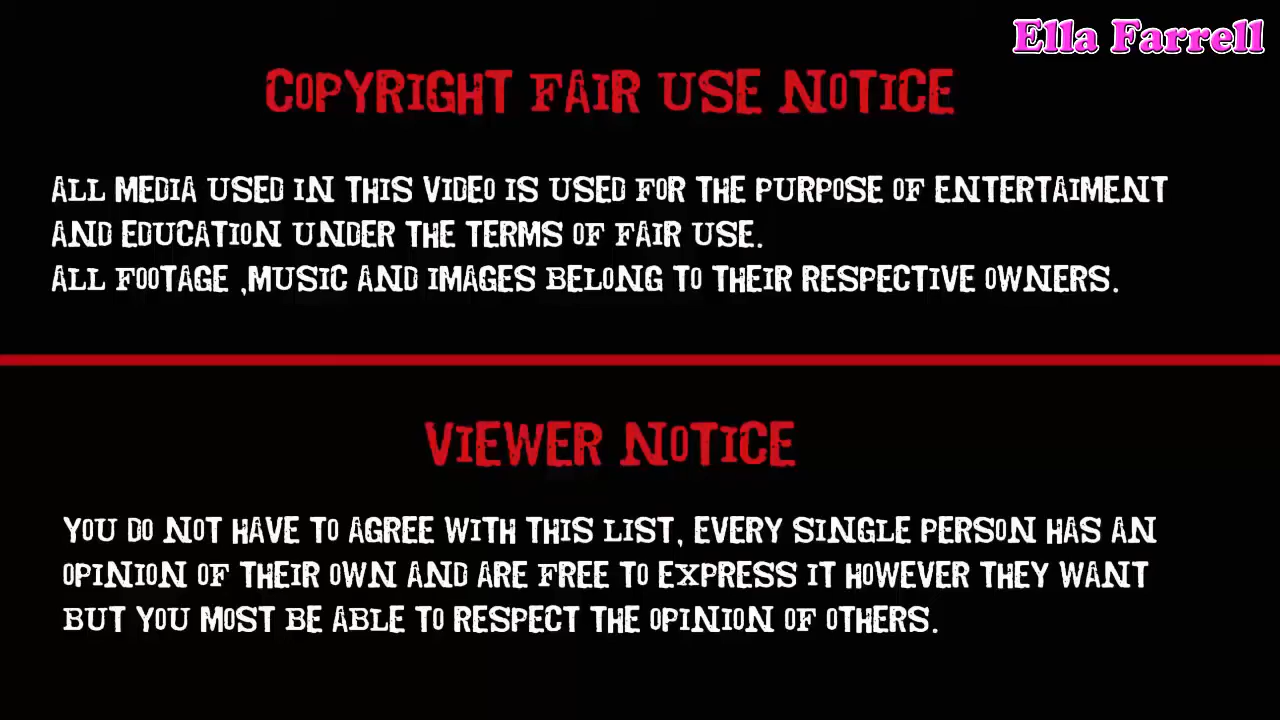 Ella Farrell
COPYRIGHT FAIR USE NOTICE
ALL MEDIA USED IN THIS VIDEO IS USED FOR THE PURPOSE OF ENTERTAIMENT
AND EDUCATION UNDER THE TERMS OF FAIR USE.
ALL FOOTAGE ,MUSIC AND IMAGES BELONG TO THEIR RESPECTIVE OWNERS.
VIEWER NOTICE
YOU DO NOT HAVE TO AGREE WITH THIS LIST, EVERY SINGLE PERSON HAS AN
OPINION OF THEIR OWN AND ARE FREE TO EXPRESS IT HOWEVER THEY WANT
BUT YOU MOST BE ABLE TO RESPECT THE OPINION OF OTHERS.